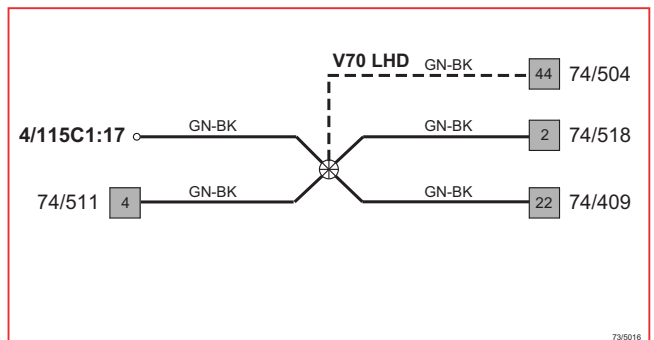 V70 LHD GN-BK 44 74/504
4/115C1:17 GN-BK GN-BK 2 74/518
74/511 4 GN-BK GN-BK 22 74/409
73/5016